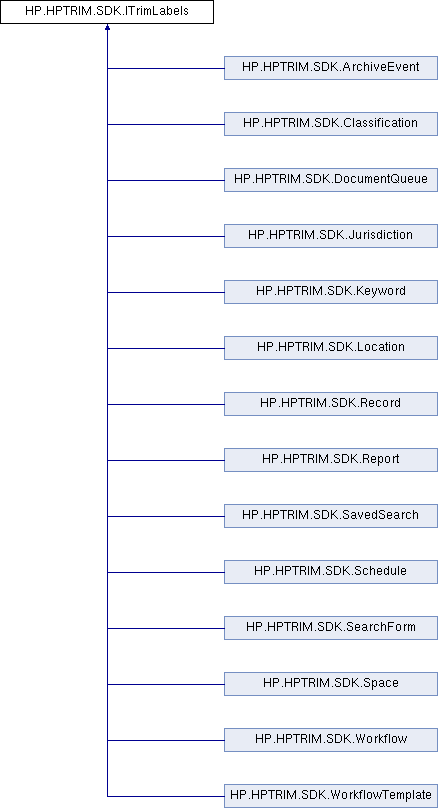 HP.HPTRIM.SDK.ITrimLabels
HP.HPTRIM.SDK.ArchiveEvent
HP.HPTRIM.SDK.Classification
HP.HPTRIM.SDK.DocumentQueue
HP.HPTRIM.SDK.Jurisdiction
HP.HPTRIM.SDK.Keyword
HP.HPTRIM.SDK.Location
HP.HPTRIM.SDK.Record
HP.HPTRIM.SDK.Report
HP.HPTRIM.SDK.SavedSearch
HP.HPTRIM.SDK.Schedule
HP.HPTRIM.SDK.SearchForm
HP.HPTRIM.SDK.Space
HP.HPTRIM.SDK.Workflow
HP.HPTRIM.SDK.WorkflowTemplate